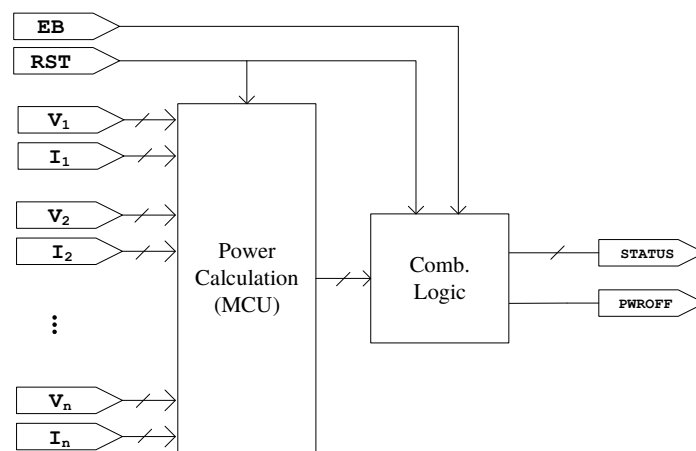 EB
RST
V₁
I₁
V₂
I₂
⋮
Vₙ
Iₙ
Power
Calculation
(MCU)
Comb.
Logic
STATUS
PWROFF